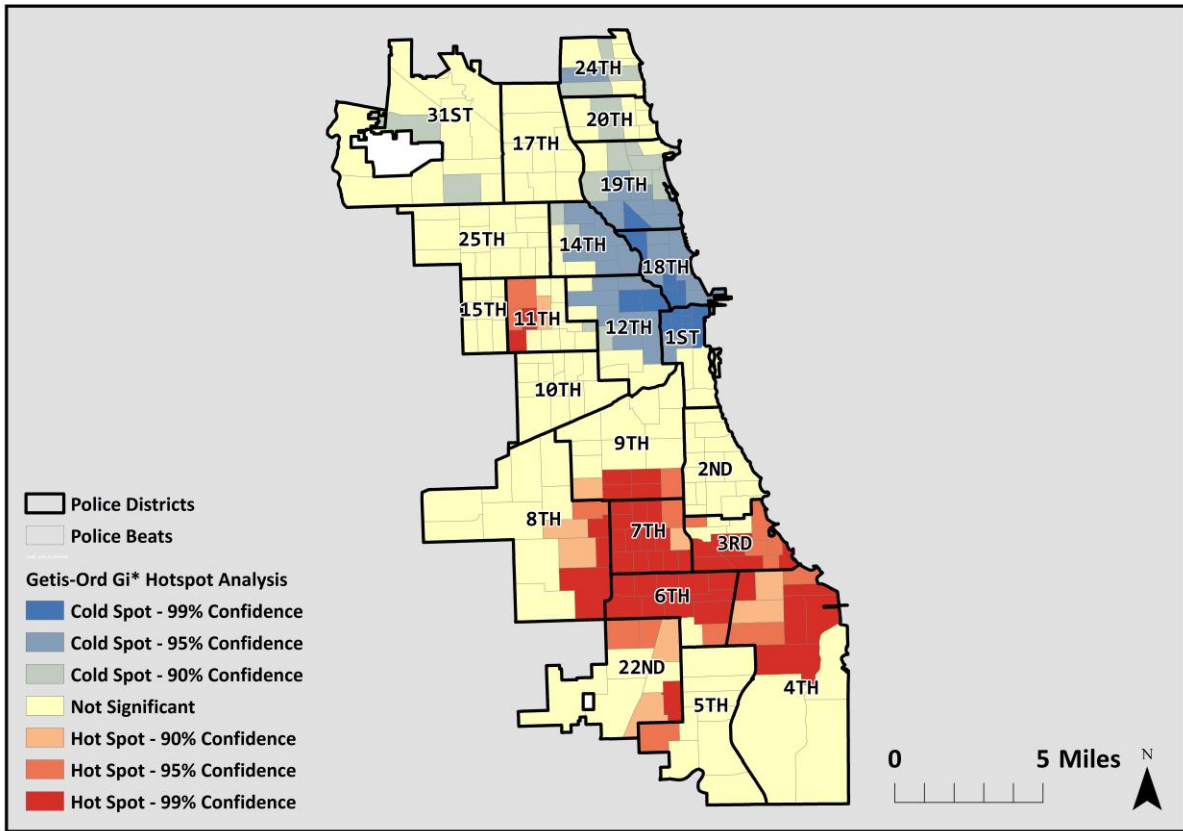 24TH
31ST
20TH
17TH
19TH
25TH
14TH
18TH
15TH
11TH
12TH
1ST
10TH
9TH
2ND
8TH
7TH
3RD
6TH
22ND
5TH
4TH
Police Districts
Police Beats
Getis-Ord Gi* Hotspot Analysis
Cold Spot - 99% Confidence
Cold Spot - 95% Confidence
Cold Spot - 90% Confidence
Not Significant
Hot Spot - 90% Confidence
Hot Spot - 95% Confidence
Hot Spot - 99% Confidence
0 5 Miles
N